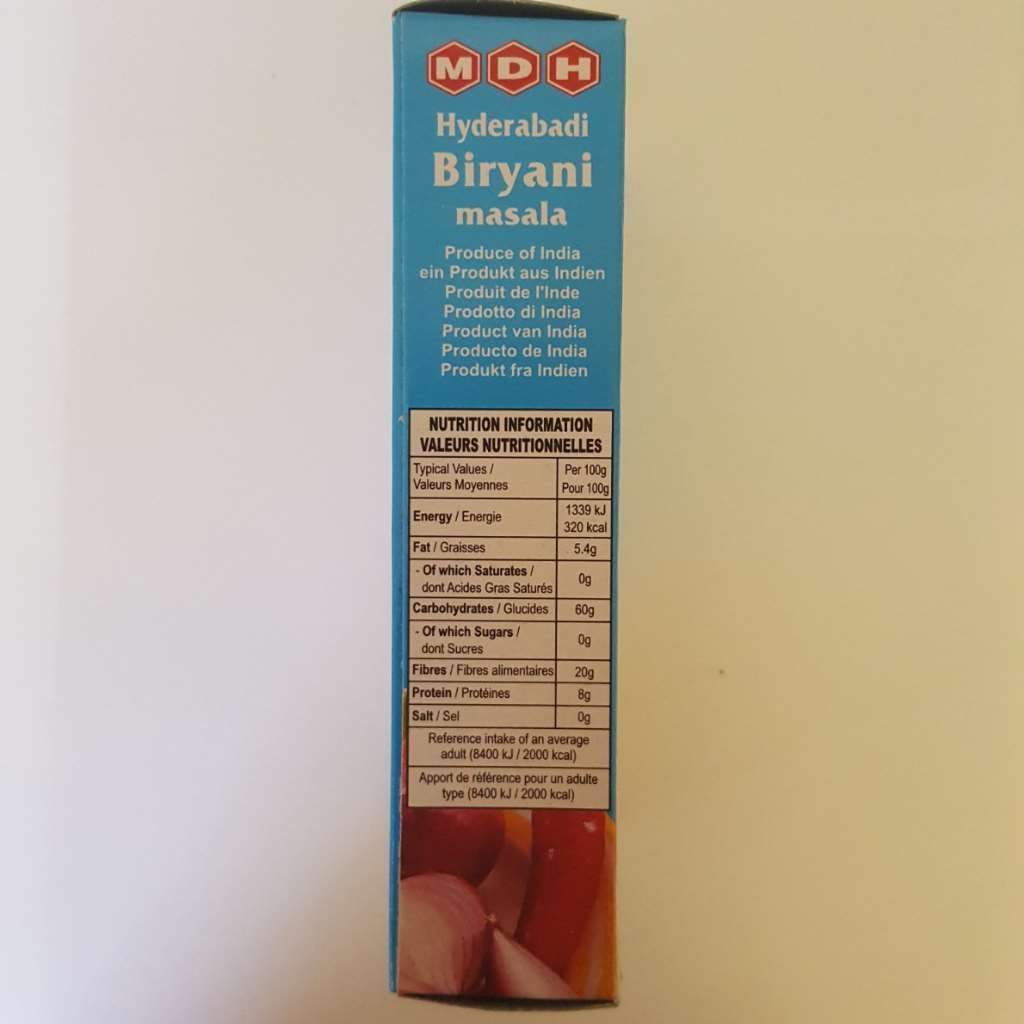 MDH
Hyderabadi
Biryani
masala
Produce of India
ein Produkt aus Indien
Produit de l'Inde
Prodotto di India
Product van India
Producto de India
Produkt fra Indien
NUTRITION INFORMATION
VALEURS NUTRITIONNELLES
Typical Values / Per 100g
Valeurs Moyennes Pour 100g
Energy / Energie 1339 kJ
320 kcal
Fat / Graisses 5.4g
- Of which Saturates / 0g
dont Acides Gras Saturés
Carbohydrates / Glucides 60g
- Of which Sugars / 0g
dont Sucres
Fibres / Fibres alimentaires 20g
Protein / Protéines 8g
Salt / Sel 0g
Reference intake of an average
adult (8400 kJ / 2000 kcal)
Apport de référence pour un adulte
type (8400 kJ / 2000 kcal)